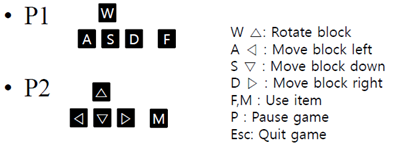 • P1
W
A S D F
• P2
△
◁ ▽ ▷ M
W △: Rotate block
A ◁ : Move block left
S ▽ : Move block down
D ▷ : Move block right
F,M : Use item
P : Pause game
Esc: Quit game